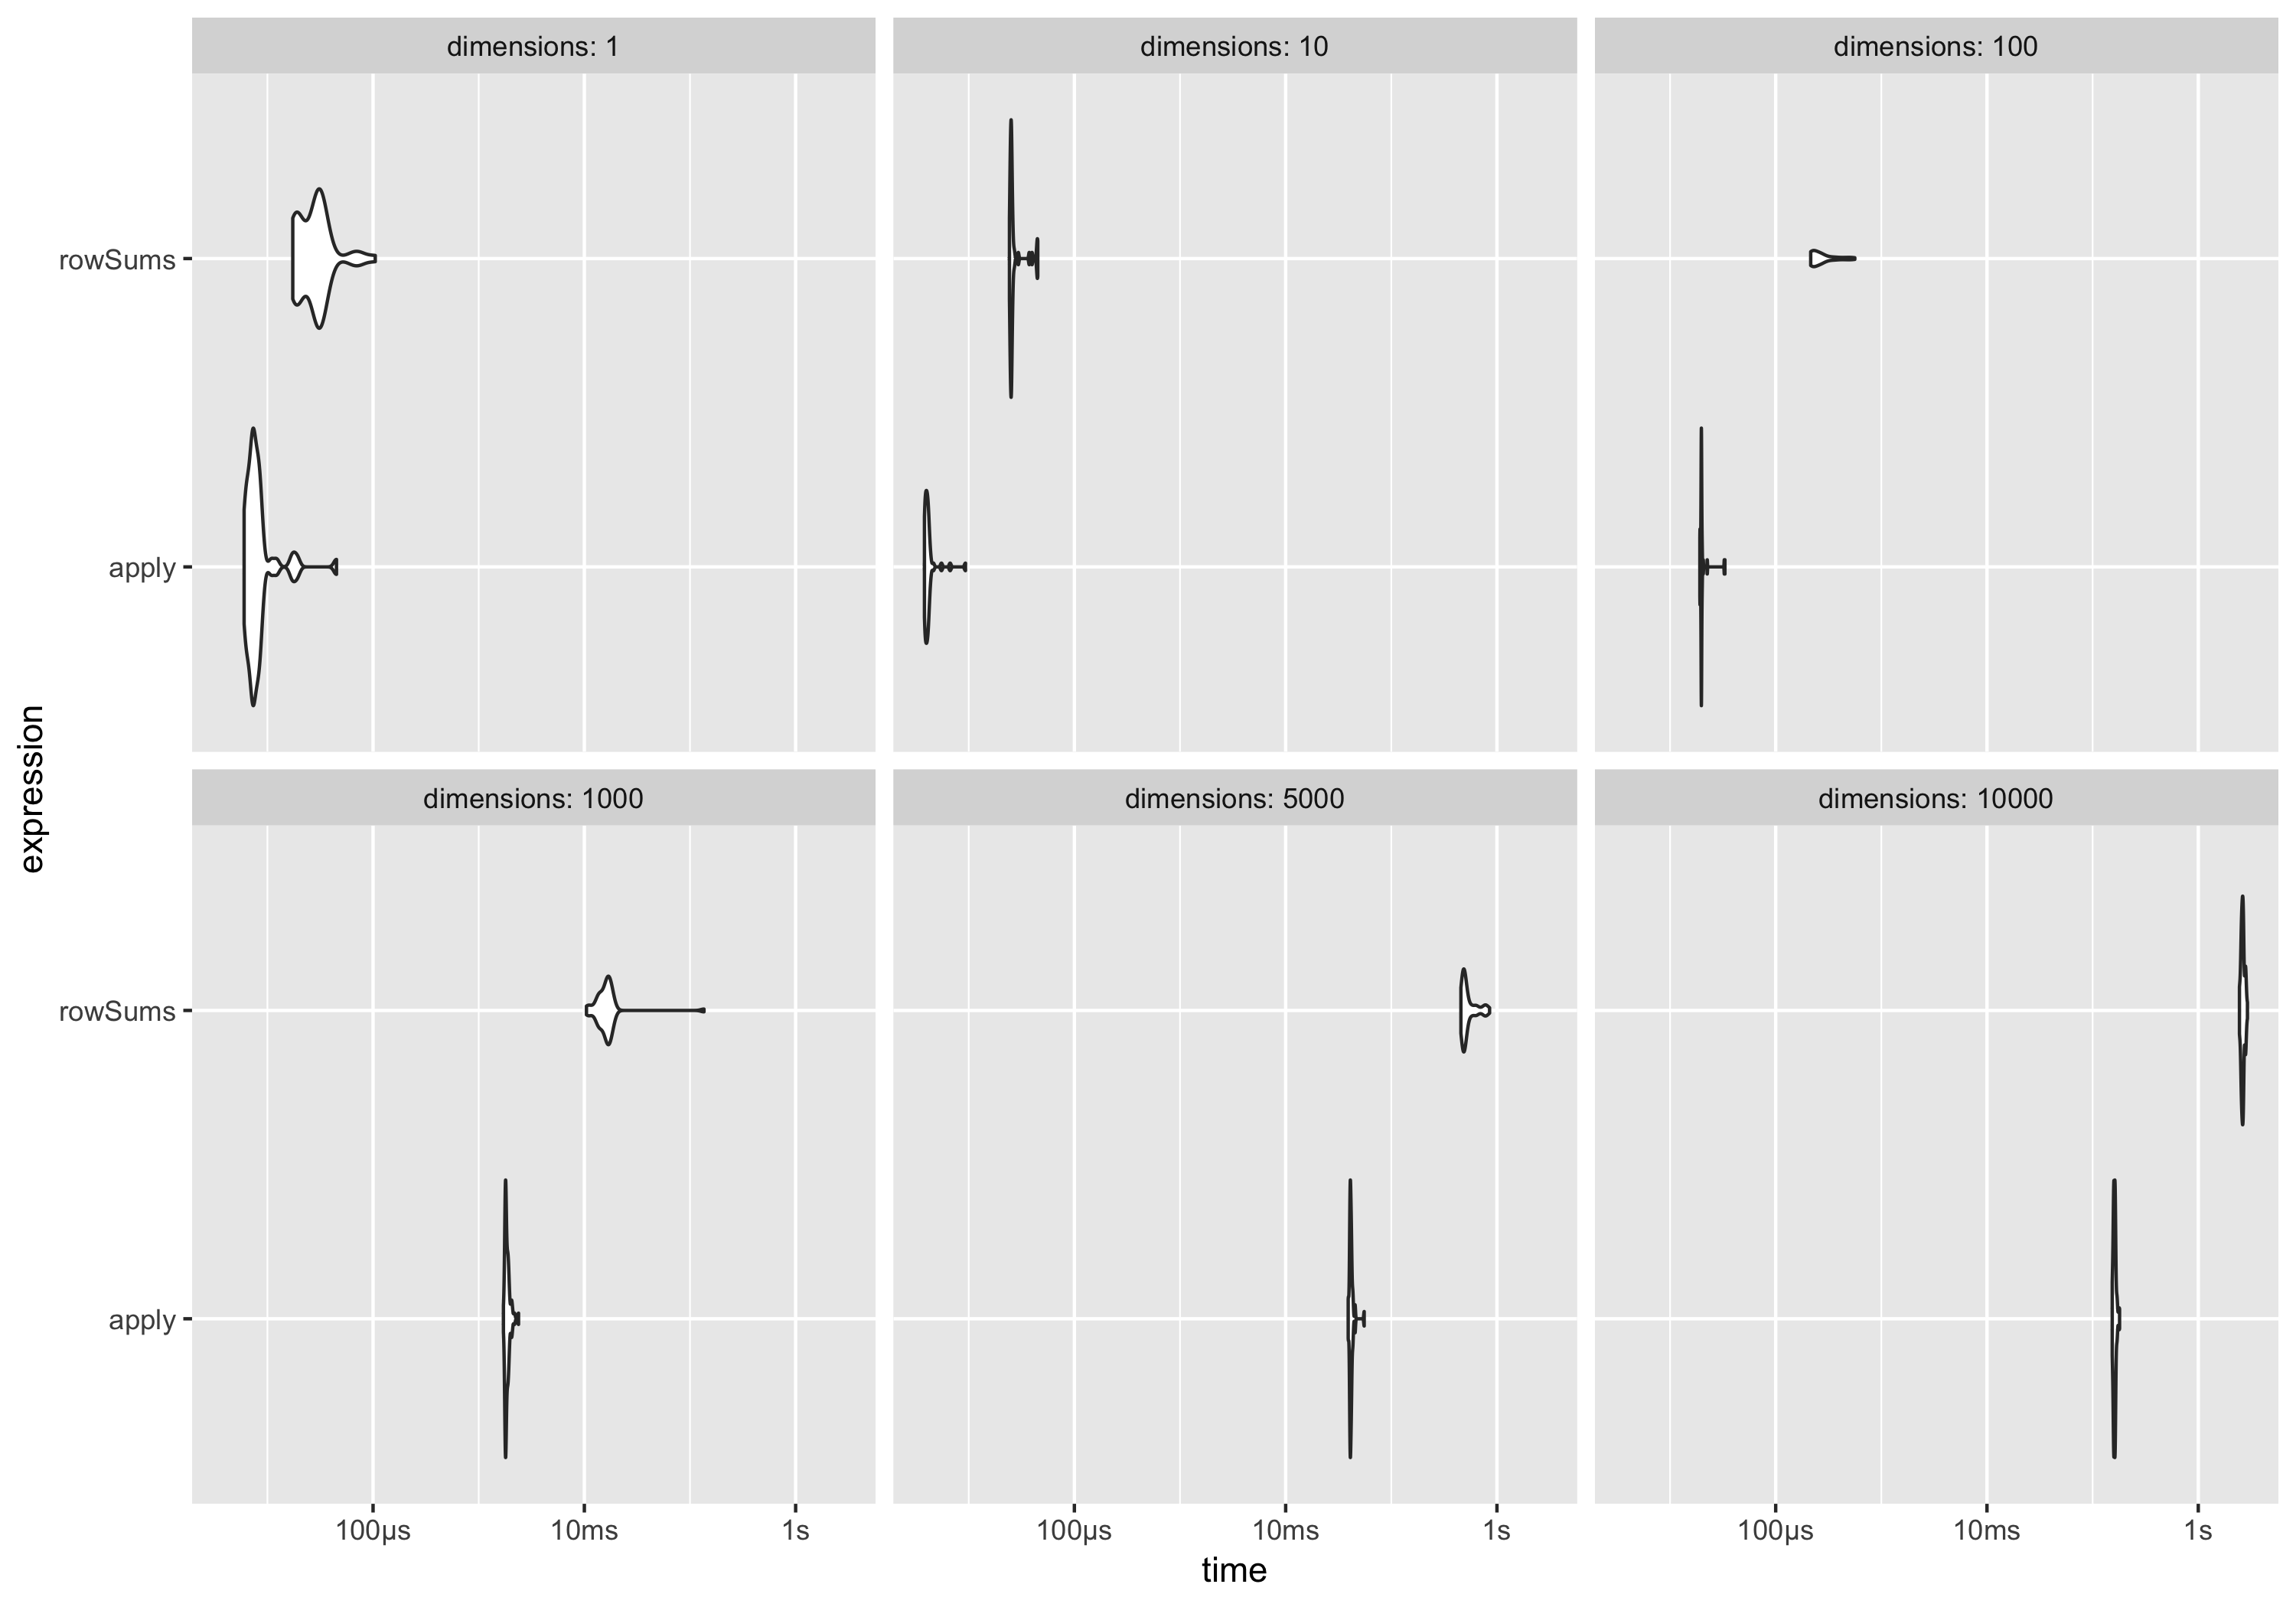 dimensions: 1
dimensions: 10
dimensions: 100
rowSums
apply
dimensions: 1000
dimensions: 5000
dimensions: 10000
rowSums
apply
100µs
10ms
1s
100µs
10ms
1s
100µs
10ms
1s
time
expression